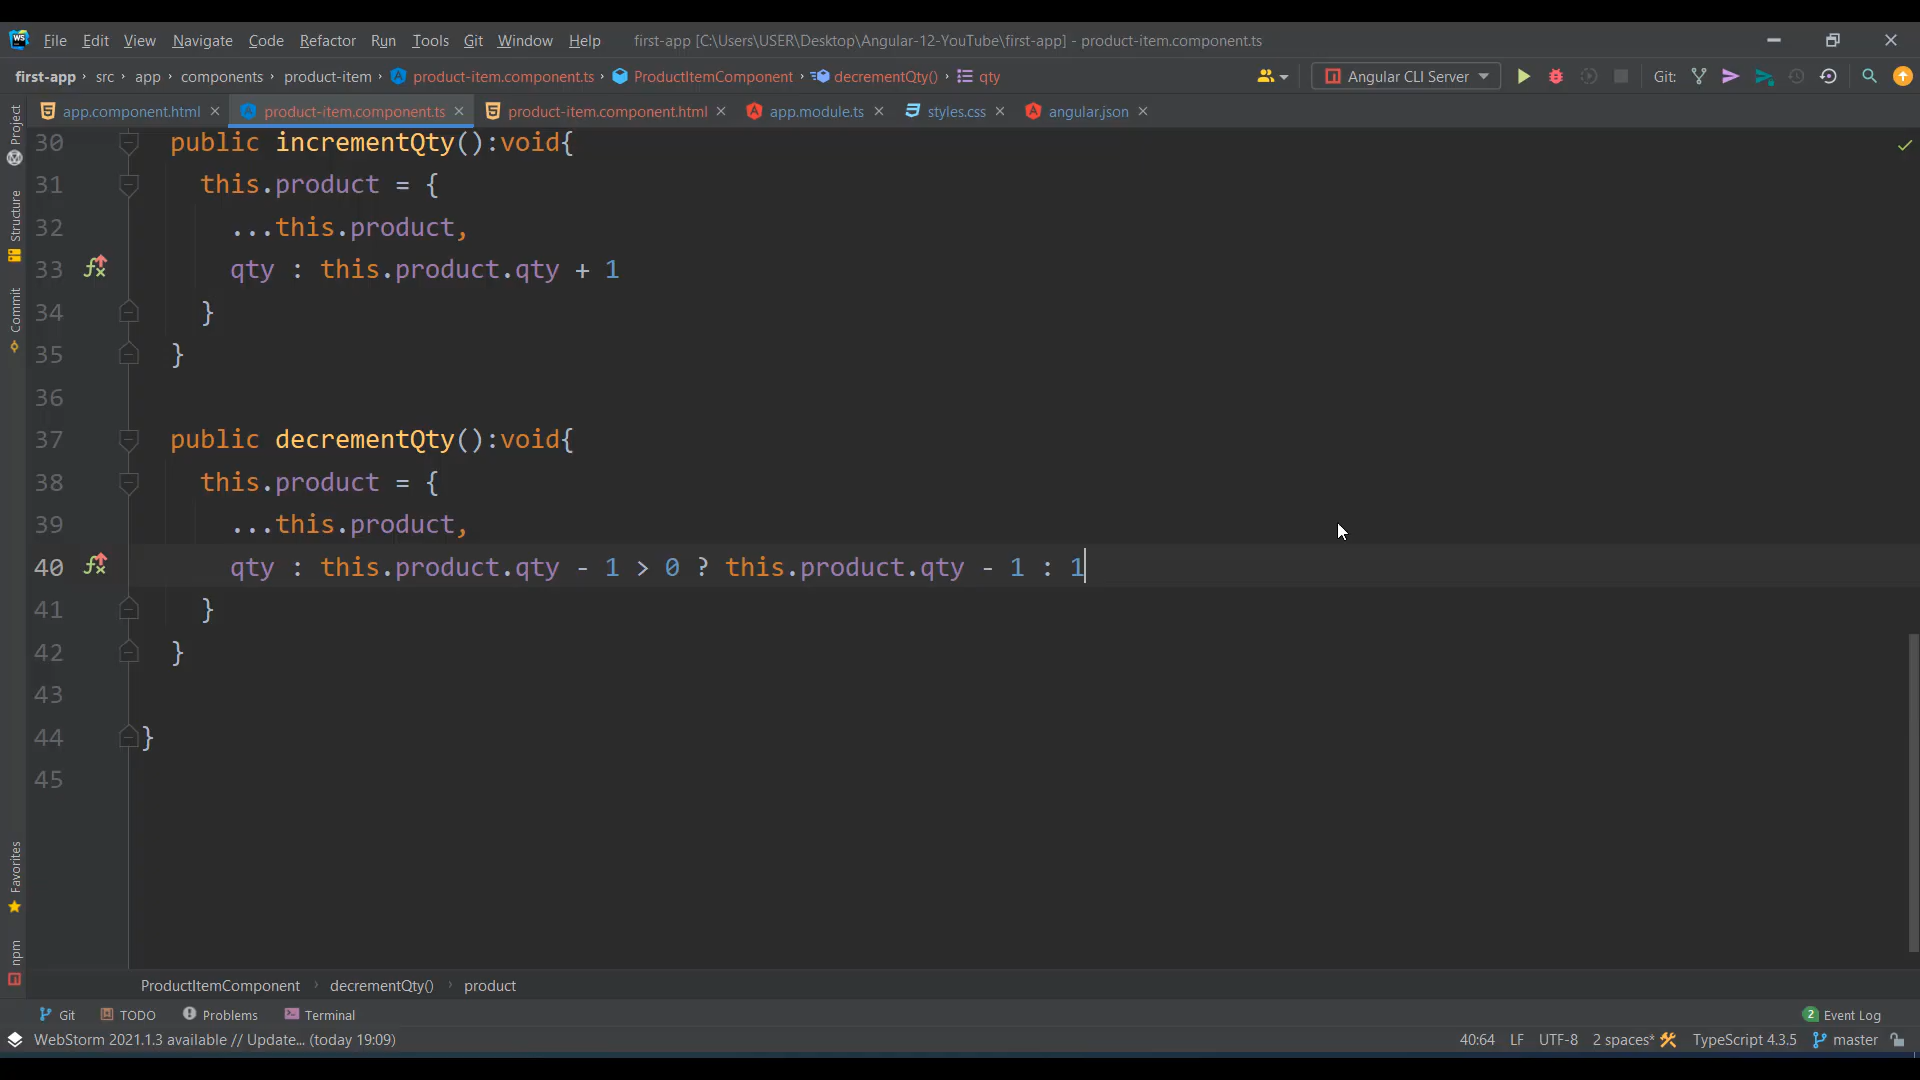 WS File Edit View Navigate Code Refactor Run Tools Git Window Help first-app [C:\Users\USER\Desktop\Angular-12-YouTube\first-app] - product-item.component.ts
first-app › src › app › components › product-item › product-item.component.ts › ProductItemComponent › decrementQty() › qty Angular CLI Server Git:
app.component.html product-item.component.ts product-item.component.html app.module.ts styles.css angular.json
Project
Structure
Commit
Favorites
npm
30 public incrementQty():void{
31 this.product = {
32 ...this.product,
33 qty : this.product.qty + 1
34 }
35 }
36
37 public decrementQty():void{
38 this.product = {
39 ...this.product,
40 qty : this.product.qty - 1 > 0 ? this.product.qty - 1 : 1
41 }
42 }
43
44 }
45
ProductItemComponent › decrementQty() › product
Git TODO Problems Terminal 2 Event Log
WebStorm 2021.1.3 available // Update... (today 19:09) 40:64 LF UTF-8 2 spaces* TypeScript 4.3.5 master